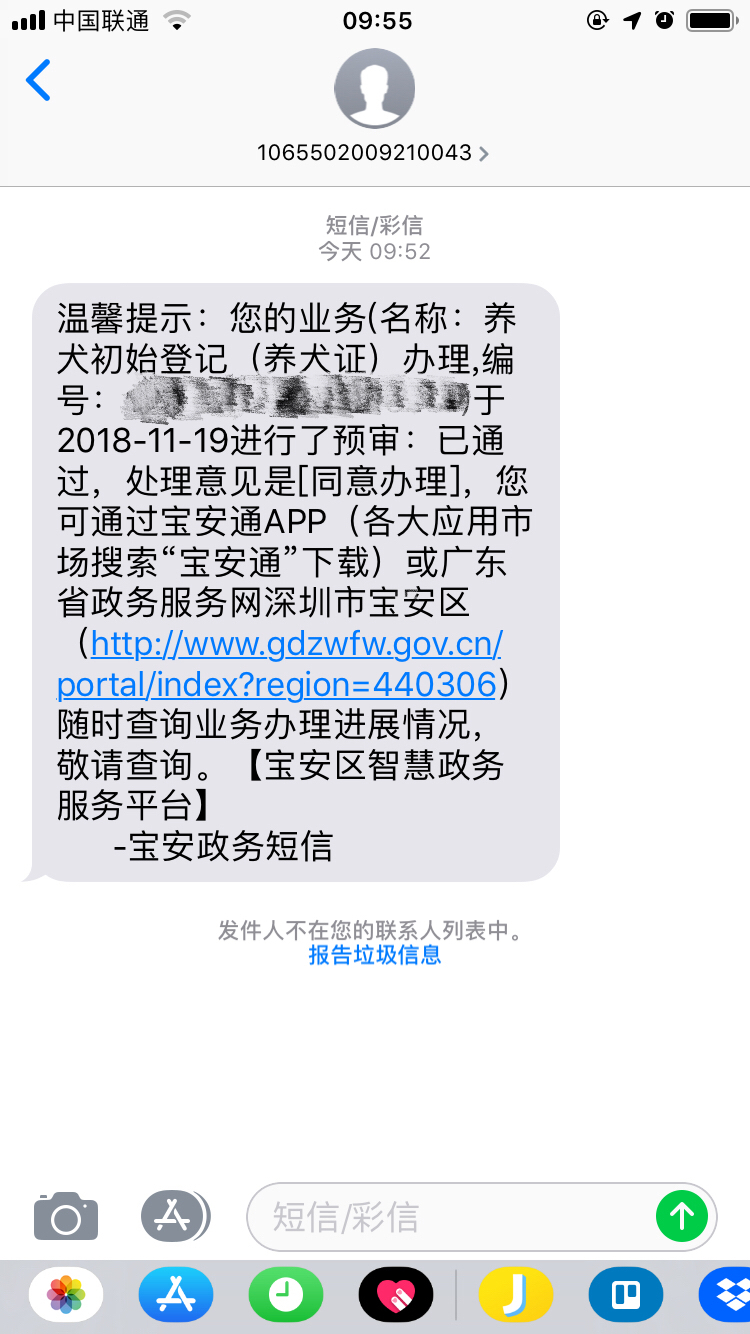 中国联通
09:55
1065502009210043
短信/彩信
今天 09:52
温馨提示：您的业务(名称：养
犬初始登记（养犬证）办理,编
号：)于
2018-11-19进行了预审：已通
过，处理意见是[同意办理]，您
可通过宝安通APP（各大应用市
场搜索“宝安通”下载）或广东
省政务服务网深圳市宝安区
（http://www.gdzwfw.gov.cn/
portal/index?region=440306）
随时查询业务办理进展情况，
敬请查询。【宝安区智慧政务
服务平台】
-宝安政务短信
发件人不在您的联系人列表中。
报告垃圾信息
短信/彩信